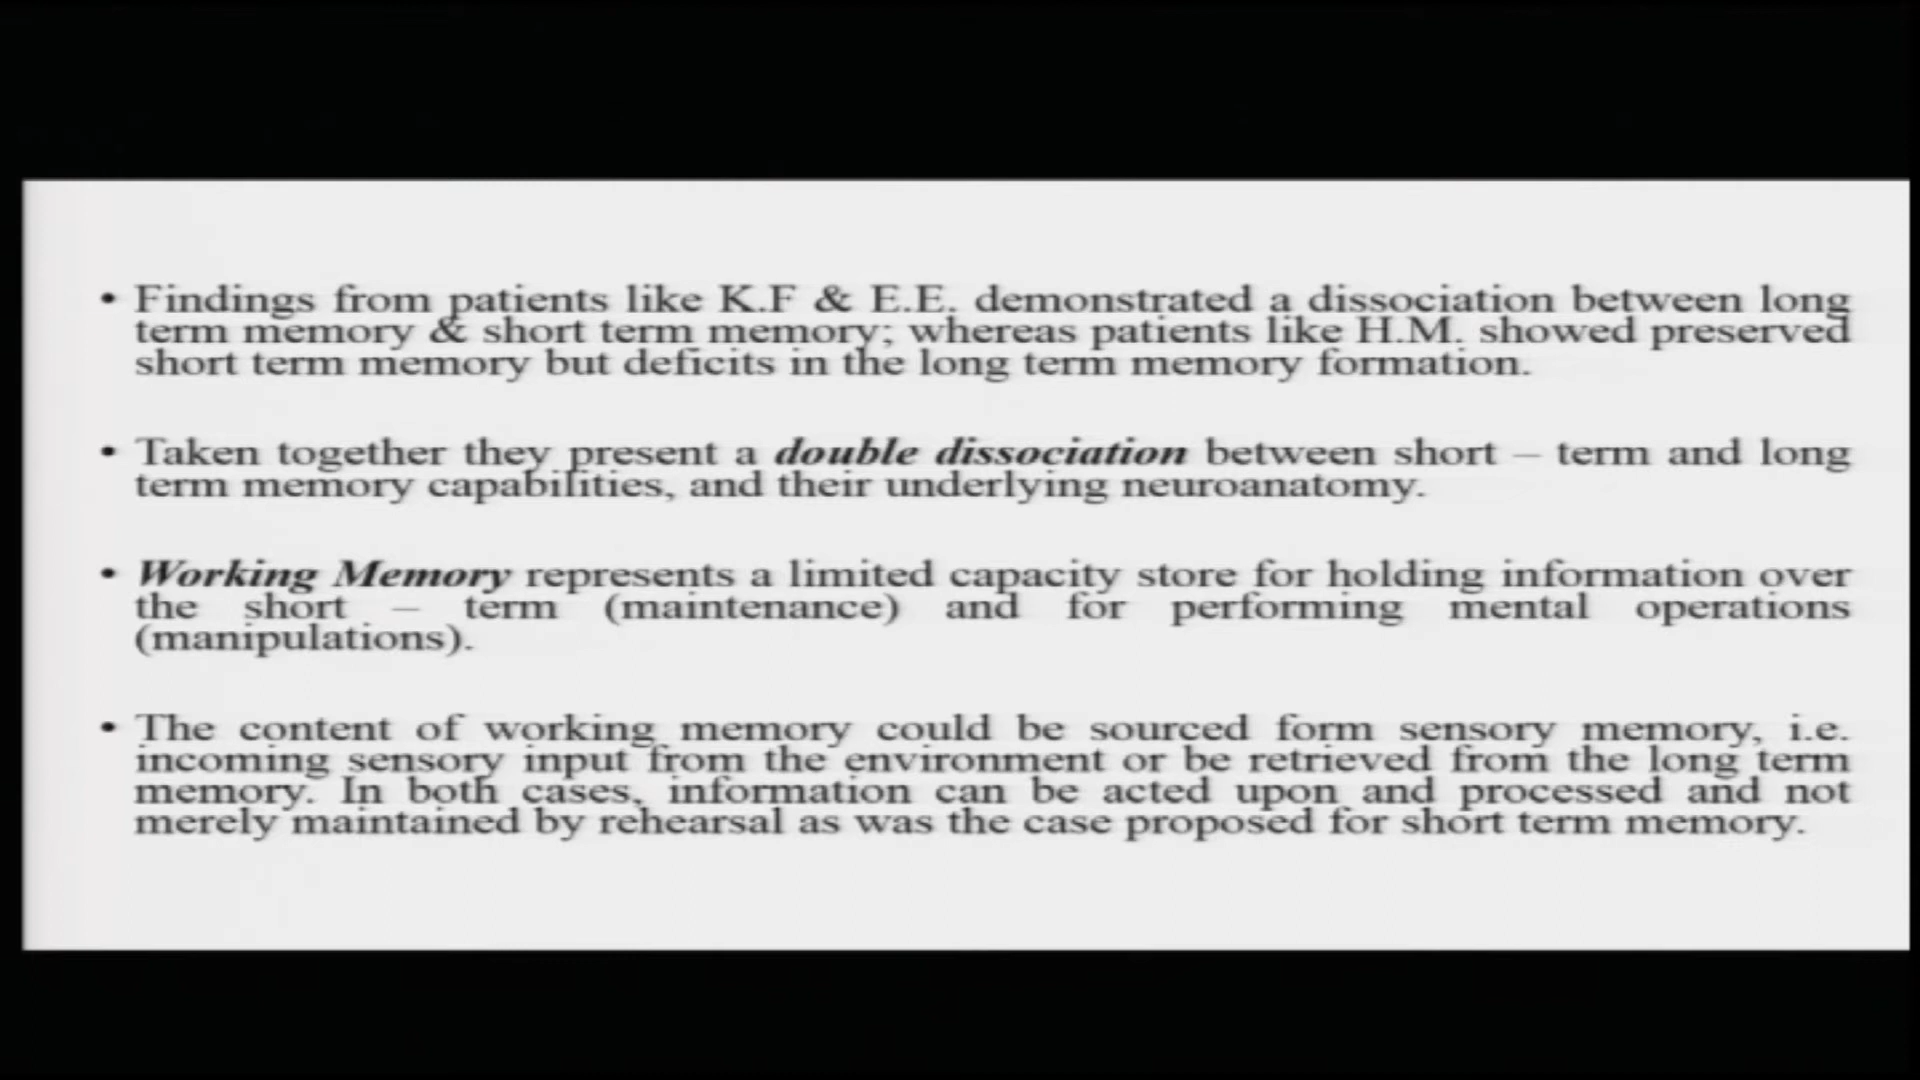 • Findings from patients like K.F & E.E. demonstrated a dissociation between long
term memory & short term memory; whereas patients like H.M. showed preserved
short term memory but deficits in the long term memory formation.
• Taken together they present a double dissociation between short – term and long
term memory capabilities, and their underlying neuroanatomy.
• Working Memory represents a limited capacity store for holding information over
the short – term (maintenance) and for performing mental operations
(manipulations).
• The content of working memory could be sourced form sensory memory, i.e.
incoming sensory input from the environment or be retrieved from the long term
memory. In both cases, information can be acted upon and processed and not
merely maintained by rehearsal as was the case proposed for short term memory.